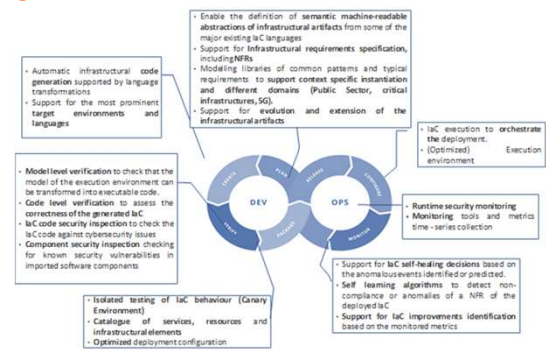 - Enable the definition of semantic machine-readable
abstractions of infrastructural artifacts from some of the
major existing IaC languages
- Support for Infrastructural requirements specification,
including NFRs
- Modelling libraries of common patterns and typical
requirements to support context specific instantiation
and different domains (Public Sector, critical
infrastructures, 5G).
- Support for evolution and extension of the
infrastructural artifacts
- Automatic infrastructural code
generation supported by language
transformations
- Support for the most prominent
target environments and
languages
- IaC execution to orchestrate
the deployment.
- (Optimized) Execution
environment
- Model level verification to check that the
model of the execution environment can
be transformed into executable code.
- Code level verification to assess the
correctness of the generated IaC
- IaC code security inspection to check the
IaC code against cybersecurity issues
- Component security inspection checking
for known security vulnerabilities in
imported software components
CREATE
PLAN
RELEASE
CONFIGURE
DEV
OPS
VERIFY
PACKAGE
MONITOR
- Runtime security monitoring
- Monitoring tools and metrics
time - series collection
- Isolated testing of IaC behaviour (Canary
Environment)
- Catalogue of services, resources and
infrastructural elements
- Optimized deployment configuration
- Support for IaC self-healing decisions based on
the anomalous events identified or predicted.
- Self learning algorithms to detect non-
compliance or anomalies of a NFR of the
deployed IaC
- Support for IaC improvements identification
based on the monitored metrics